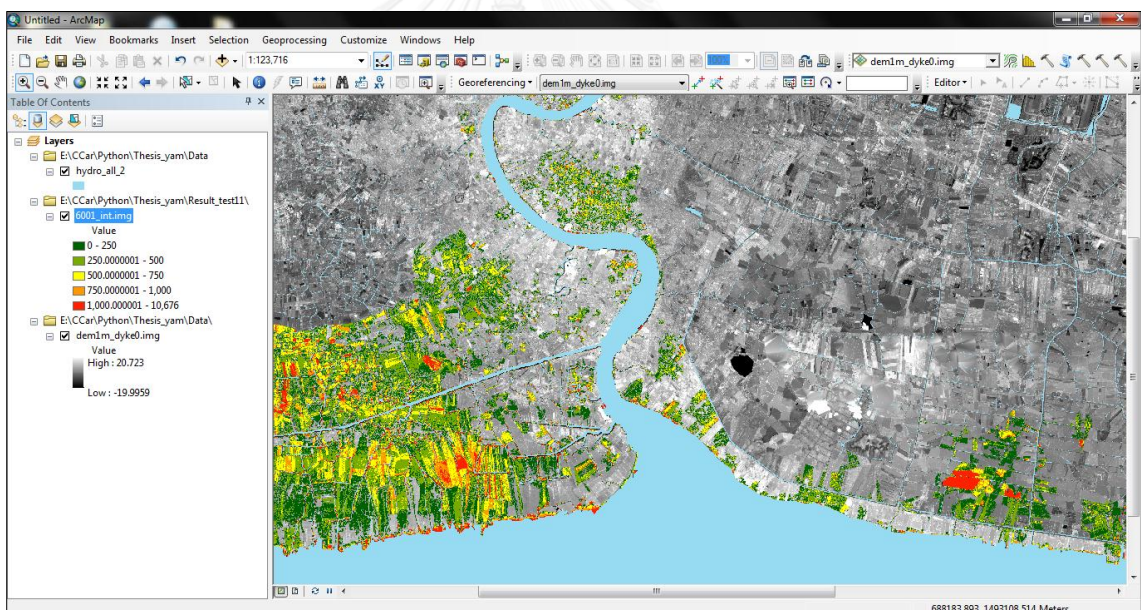 Untitled - ArcMap
File Edit View Bookmarks Insert Selection Geoprocessing Customize Windows Help
1:123,716
100%
dem1m_dyke0.img
Georeferencing
dem1m_dyke0.img
Editor
Table Of Contents
Layers
E:\CCar\Python\Thesis_yam\Data
hydro_all_2
E:\CCar\Python\Thesis_yam\Result_test11\
6001_int.img
Value
0 - 250
250.0000001 - 500
500.0000001 - 750
750.0000001 - 1,000
1,000.000001 - 10,676
E:\CCar\Python\Thesis_yam\Data\
dem1m_dyke0.img
Value
High : 20.723
Low : -19.9959
688183.893 1493108.514 Meters